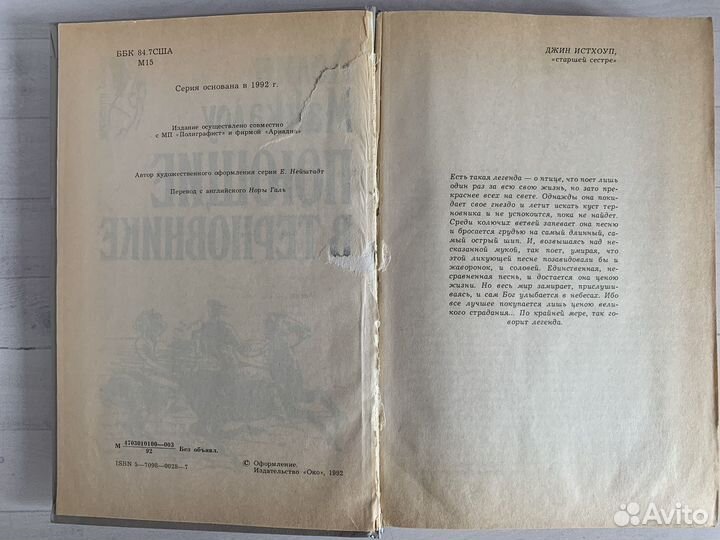 ББК 84.7США
М15
Серия основана в 1992 г.
Издание осуществлено совместно
с МП «Полиграфист» и фирмой «Ариадна»
Автор художественного оформления серии Е. Нейштадт
Перевод с английского Норы Галь
М 4703010100—003 Без объявл.
92
ISBN 5—7098—0028—7
© Оформление.
Издательство «Око», 1992
ДЖИН ИСТХОУП,
«старшей сестре»
Есть такая легенда — о птице, что поет лишь
один раз за всю свою жизнь, но зато пре-
краснее всех на свете. Однажды она поки-
дает свое гнездо и летит искать куст тер-
новника и не успокоится, пока не найдет.
Среди колючих ветвей запевает она песню
и бросается грудью на самый длинный, са-
мый острый шип. И, возвышаясь над не-
сказанной мукой, так поет, умирая, что
этой ликующей песне позавидовали бы и
жаворонок, и соловей. Единственная, не-
сравненная песнь, и достается она ценою
жизни. Но весь мир замирает, прислуши-
ваясь, и сам Бог улыбается в небесах. Ибо
все лучшее покупается лишь ценою вели-
кого страдания... По крайней мере, так го-
ворит легенда.
Avito